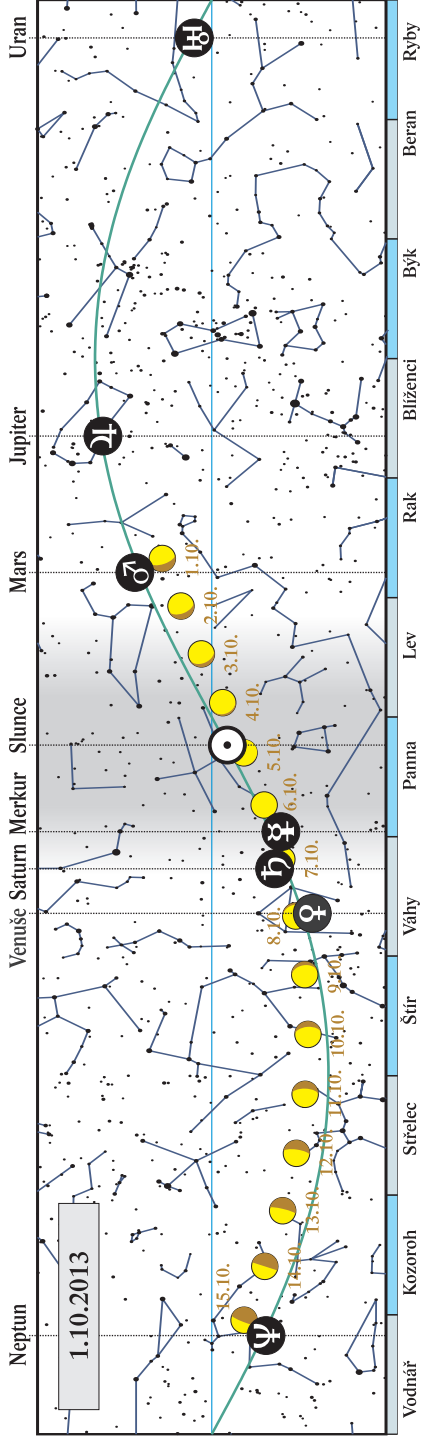 Neptun Venuše Saturn Merkur Slunce Mars Jupiter Uran
1.10.2013
15.10. 14.10. 13.10. 12.10. 11.10. 10.10. 9.10. 8.10. 7.10. 6.10. 5.10. 4.10. 3.10. 2.10. 1.10.
Vodnář Kozoroh Střelec Štír Váhy Panna Lev Rak Blíženci Býk Beran Ryby